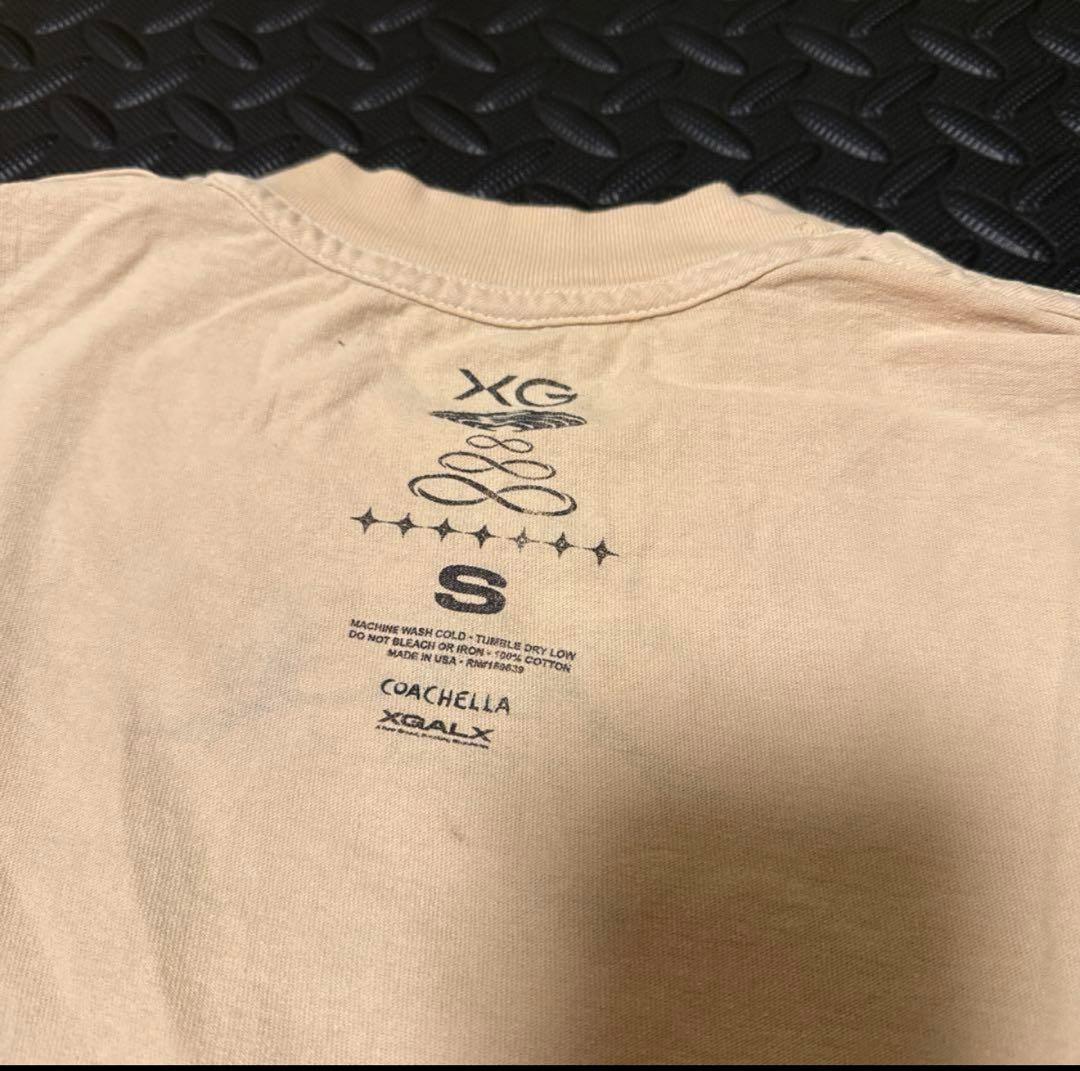 XG
S
MACHINE WASH COLD • TUMBLE DRY LOW
DO NOT BLEACH OR IRON • 100% COTTON
MADE IN USA • RN#159639
COACHELLA
XGALX